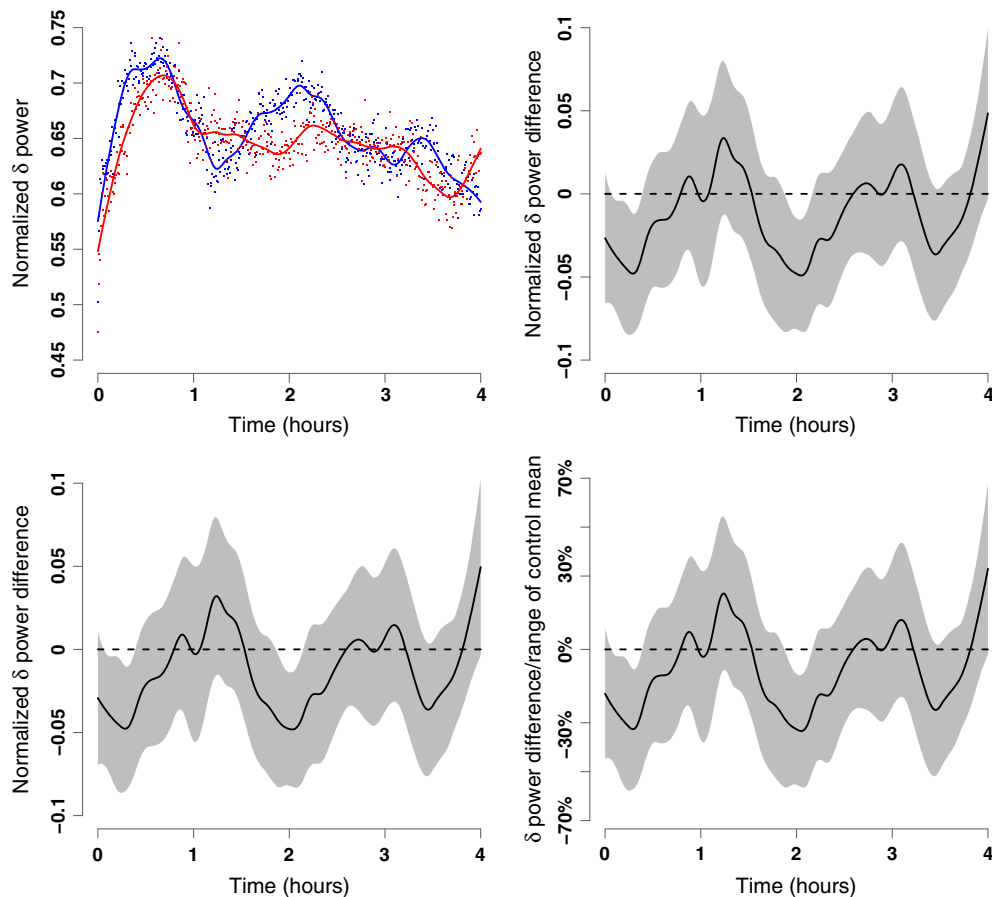 Normalized δ power
0.75
0.7
0.65
0.6
0.55
0.5
0.45
0 1 2 3 4
Time (hours)
Normalized δ power difference
0.1
0.05
0
−0.05
−0.1
0 1 2 3 4
Time (hours)
Normalized δ power difference
0.1
0.05
0
−0.05
−0.1
0 1 2 3 4
Time (hours)
δ power difference/range of control mean
70%
30%
0%
−30%
−70%
0 1 2 3 4
Time (hours)